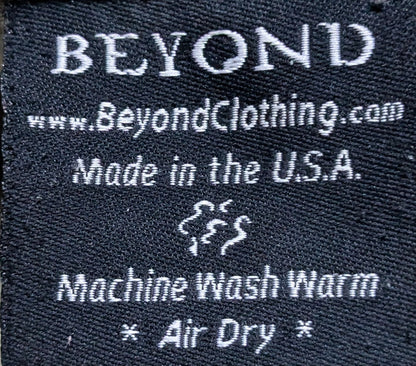 BEYOND
www.BeyondClothing.com
Made in the U.S.A.
Machine Wash Warm
* Air Dry *